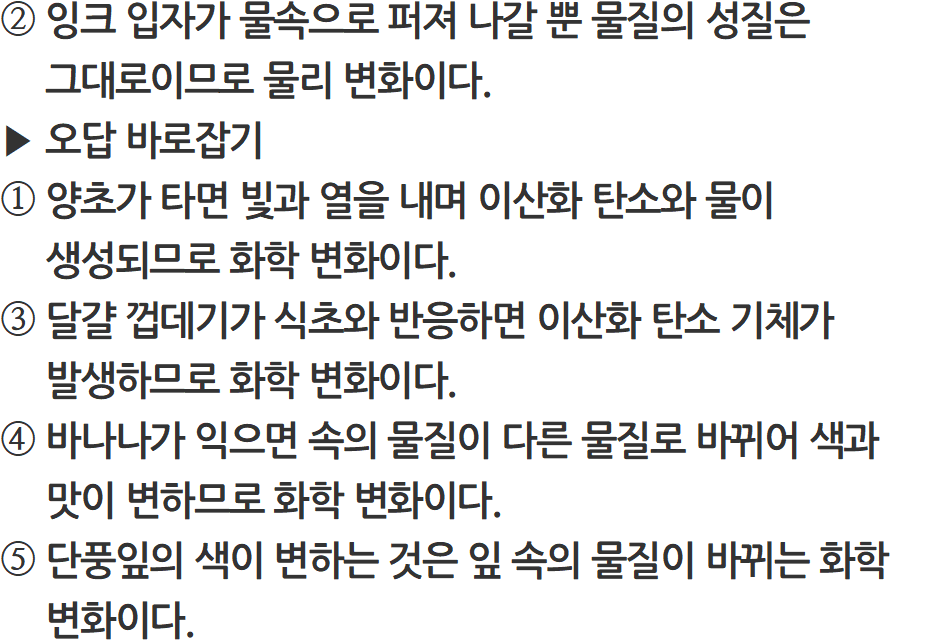 ② 잉크 입자가 물속으로 퍼져 나갈 뿐 물질의 성질은
그대로이므로 물리 변화이다.
▶ 오답 바로잡기
① 양초가 타면 빛과 열을 내며 이산화 탄소와 물이
생성되므로 화학 변화이다.
③ 달걀 껍데기가 식초와 반응하면 이산화 탄소 기체가
발생하므로 화학 변화이다.
④ 바나나가 익으면 속의 물질이 다른 물질로 바뀌어 색과
맛이 변하므로 화학 변화이다.
⑤ 단풍잎의 색이 변하는 것은 잎 속의 물질이 바뀌는 화학
변화이다.